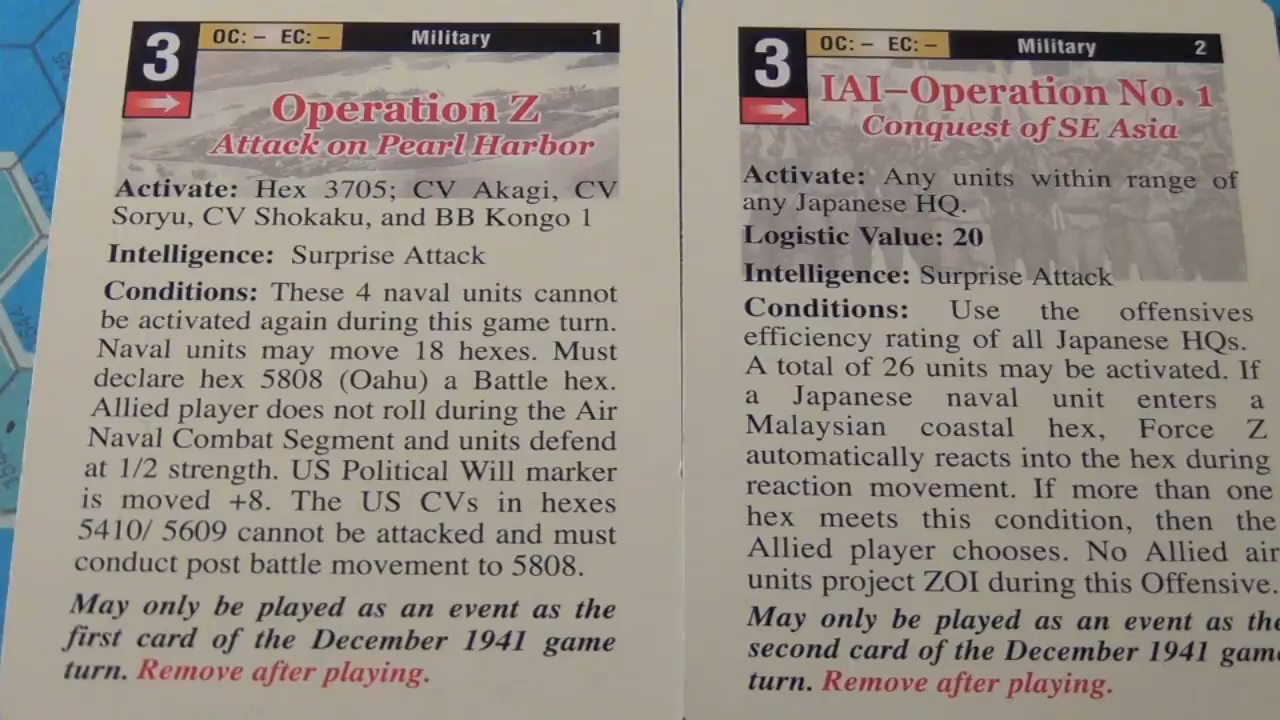 3
OC: – EC: – Military 1
Operation Z
Attack on Pearl Harbor
Activate: Hex 3705; CV Akagi, CV
Soryu, CV Shokaku, and BB Kongo 1
Intelligence: Surprise Attack
Conditions: These 4 naval units cannot
be activated again during this game turn.
Naval units may move 18 hexes. Must
declare hex 5808 (Oahu) a Battle hex.
Allied player does not roll during the Air
Naval Combat Segment and units defend
at 1/2 strength. US Political Will marker
is moved +8. The US CVs in hexes
5410/ 5609 cannot be attacked and must
conduct post battle movement to 5808.
May only be played as an event as the
first card of the December 1941 game
turn. Remove after playing.
3
OC: – EC: – Military 2
IAI–Operation No. 1
Conquest of SE Asia
Activate: Any units within range of
any Japanese HQ.
Logistic Value: 20
Intelligence: Surprise Attack
Conditions: Use the offensives
efficiency rating of all Japanese HQs.
A total of 26 units may be activated. If
a Japanese naval unit enters a
Malaysian coastal hex, Force Z
automatically reacts into the hex during
reaction movement. If more than one
hex meets this condition, then the
Allied player chooses. No Allied air
units project ZOI during this Offensive.
May only be played as an event as the
second card of the December 1941 game
turn. Remove after playing.